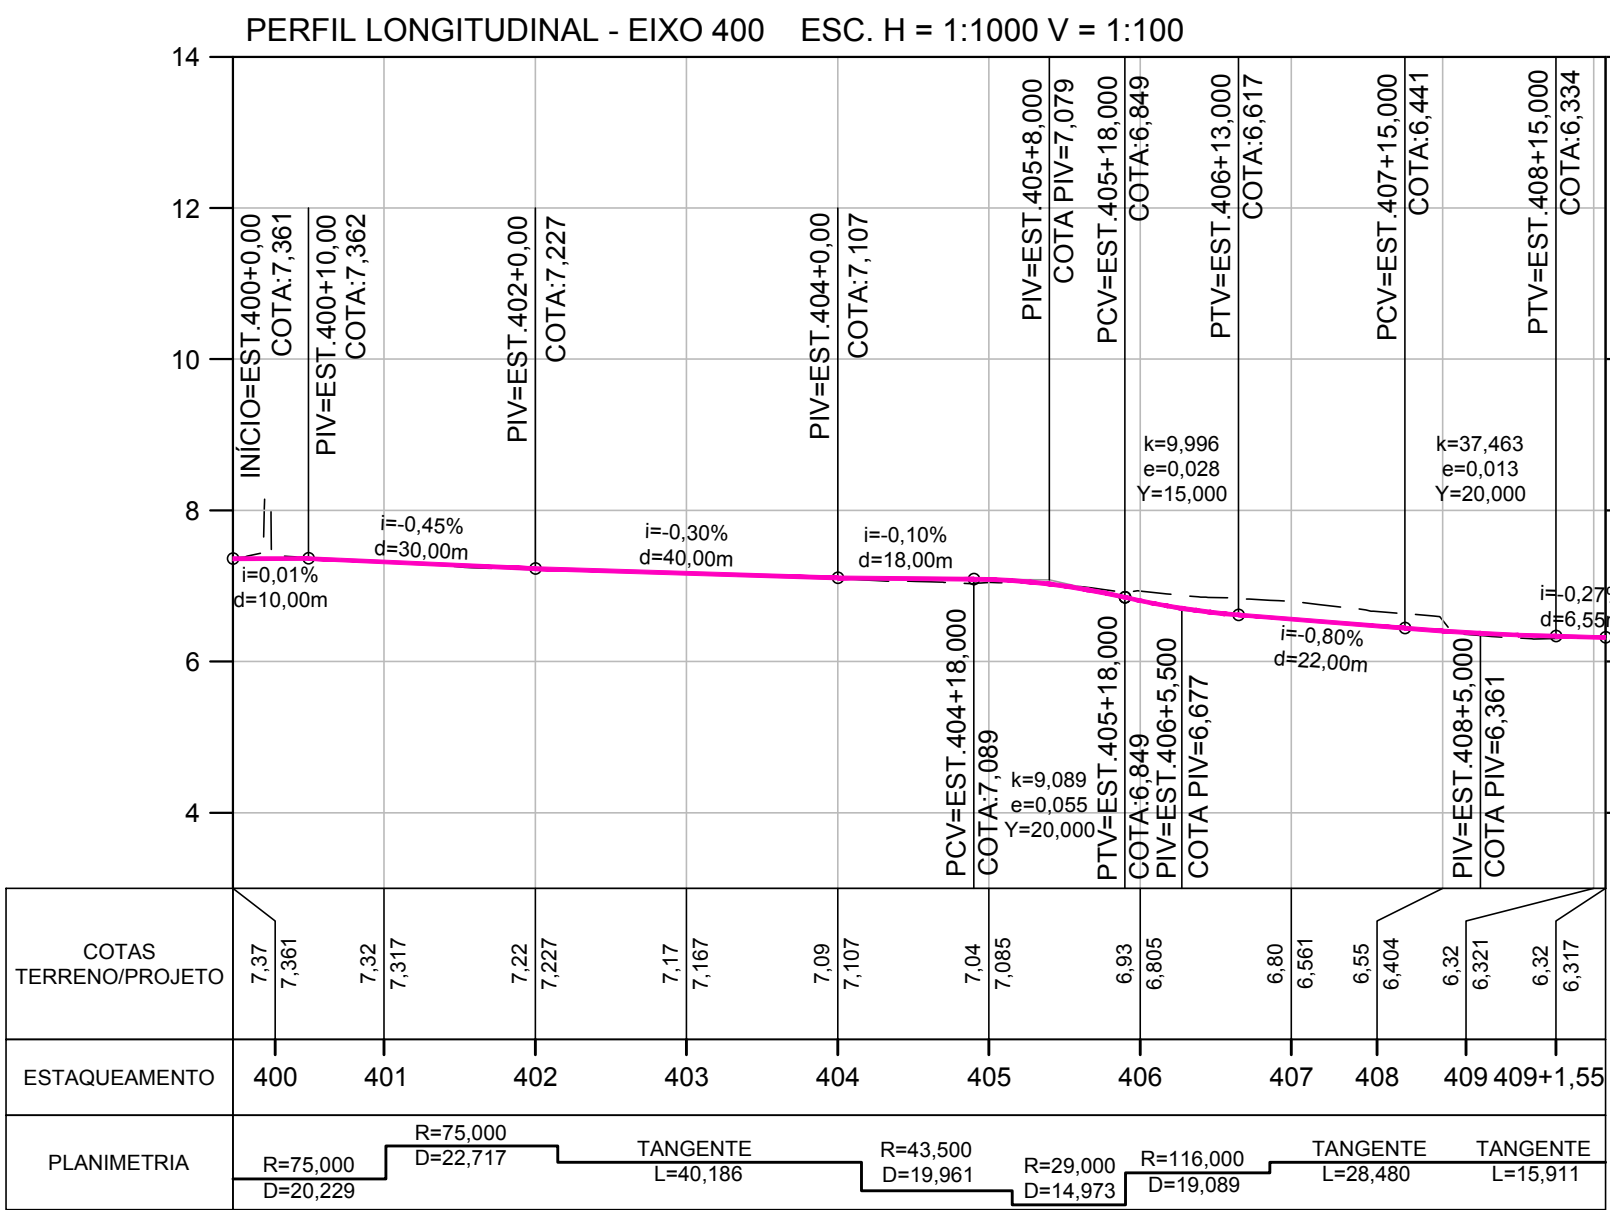 PERFIL LONGITUDINAL - EIXO 400 ESC. H = 1:1000 V = 1:100
14
12
10
8
6
4
INÍCIO=EST.400+0,00
COTA:7,361
PIV=EST.400+10,00
COTA:7,362
PIV=EST.402+0,00
COTA:7,227
PIV=EST.404+0,00
COTA:7,107
PIV=EST.405+8,000
COTA PIV=7,079
PCV=EST.405+18,000
COTA:6,849
PTV=EST.406+13,000
COTA:6,617
PCV=EST.407+15,000
COTA:6,441
PTV=EST.408+15,000
COTA:6,334
k=9,996
e=0,028
Y=15,000
k=37,463
e=0,013
Y=20,000
i=0,01%
d=10,00m
i=-0,45%
d=30,00m
i=-0,30%
d=40,00m
i=-0,10%
d=18,00m
i=-0,80%
d=22,00m
i=-0,27%
d=6,55m
PCV=EST.404+18,000
COTA:7,089
k=9,089
e=0,055
Y=20,000
PTV=EST.405+18,000
COTA:6,849
PIV=EST.406+5,500
COTA PIV=6,677
PIV=EST.408+5,000
COTA PIV=6,361
COTAS
TERRENO/PROJETO
7,37
7,361
7,32
7,317
7,22
7,227
7,17
7,167
7,09
7,107
7,04
7,085
6,93
6,805
6,80
6,561
6,55
6,404
6,32
6,321
6,32
6,317
ESTAQUEAMENTO
400 401 402 403 404 405 406 407 408 409 409+1,55
PLANIMETRIA
R=75,000
D=20,229
R=75,000
D=22,717
TANGENTE
L=40,186
R=43,500
D=19,961
R=29,000
D=14,973
R=116,000
D=19,089
TANGENTE
L=28,480
TANGENTE
L=15,911